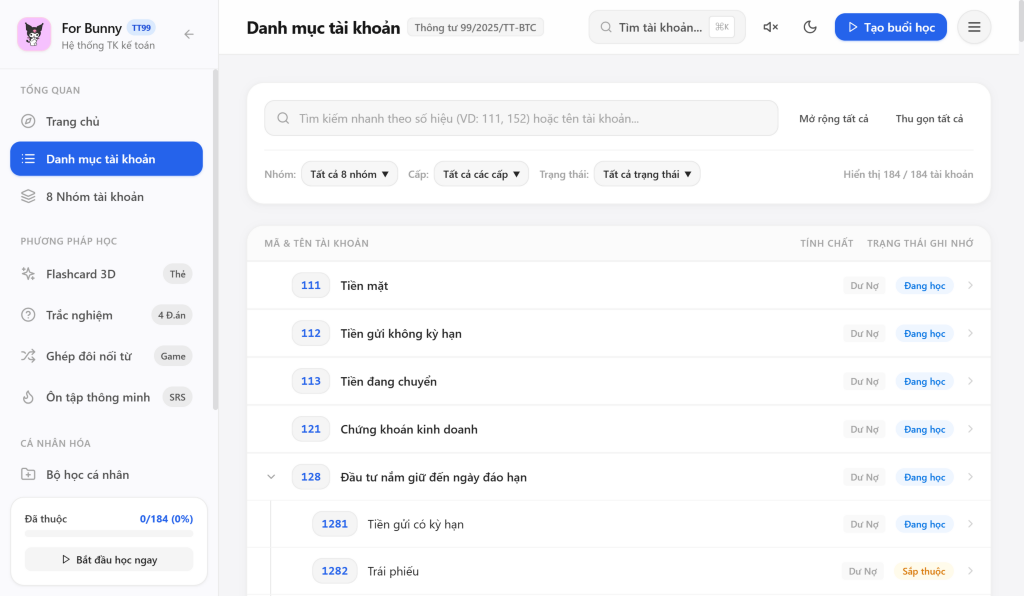 For Bunny TT99
Hệ thống TK kế toán
TỔNG QUAN
Trang chủ
Danh mục tài khoản
8 Nhóm tài khoản
PHƯƠNG PHÁP HỌC
Flashcard 3D Thẻ
Trắc nghiệm 4 Đ.án
Ghép đôi nối từ Game
Ôn tập thông minh SRS
CÁ NHÂN HÓA
Bộ học cá nhân
Đã thuộc 0/184 (0%)
Bắt đầu học ngay
Danh mục tài khoản Thông tư 99/2025/TT-BTC Tìm tài khoản... ⌘K Tạo buổi học
Tìm kiếm nhanh theo số hiệu (VD: 111, 152) hoặc tên tài khoản... Mở rộng tất cả Thu gọn tất cả
Nhóm: Tất cả 8 nhóm ▼ Cấp: Tất cả các cấp ▼ Trạng thái: Tất cả trạng thái ▼ Hiển thị 184 / 184 tài khoản
MÃ & TÊN TÀI KHOẢN TÍNH CHẤT TRẠNG THÁI GHI NHỚ
111 Tiền mặt Dư Nợ Đang học
112 Tiền gửi không kỳ hạn Dư Nợ Đang học
113 Tiền đang chuyển Dư Nợ Đang học
121 Chứng khoán kinh doanh Dư Nợ Đang học
128 Đầu tư nắm giữ đến ngày đáo hạn Dư Nợ Đang học
1281 Tiền gửi có kỳ hạn Dư Nợ Đang học
1282 Trái phiếu Dư Nợ Sắp thuộc